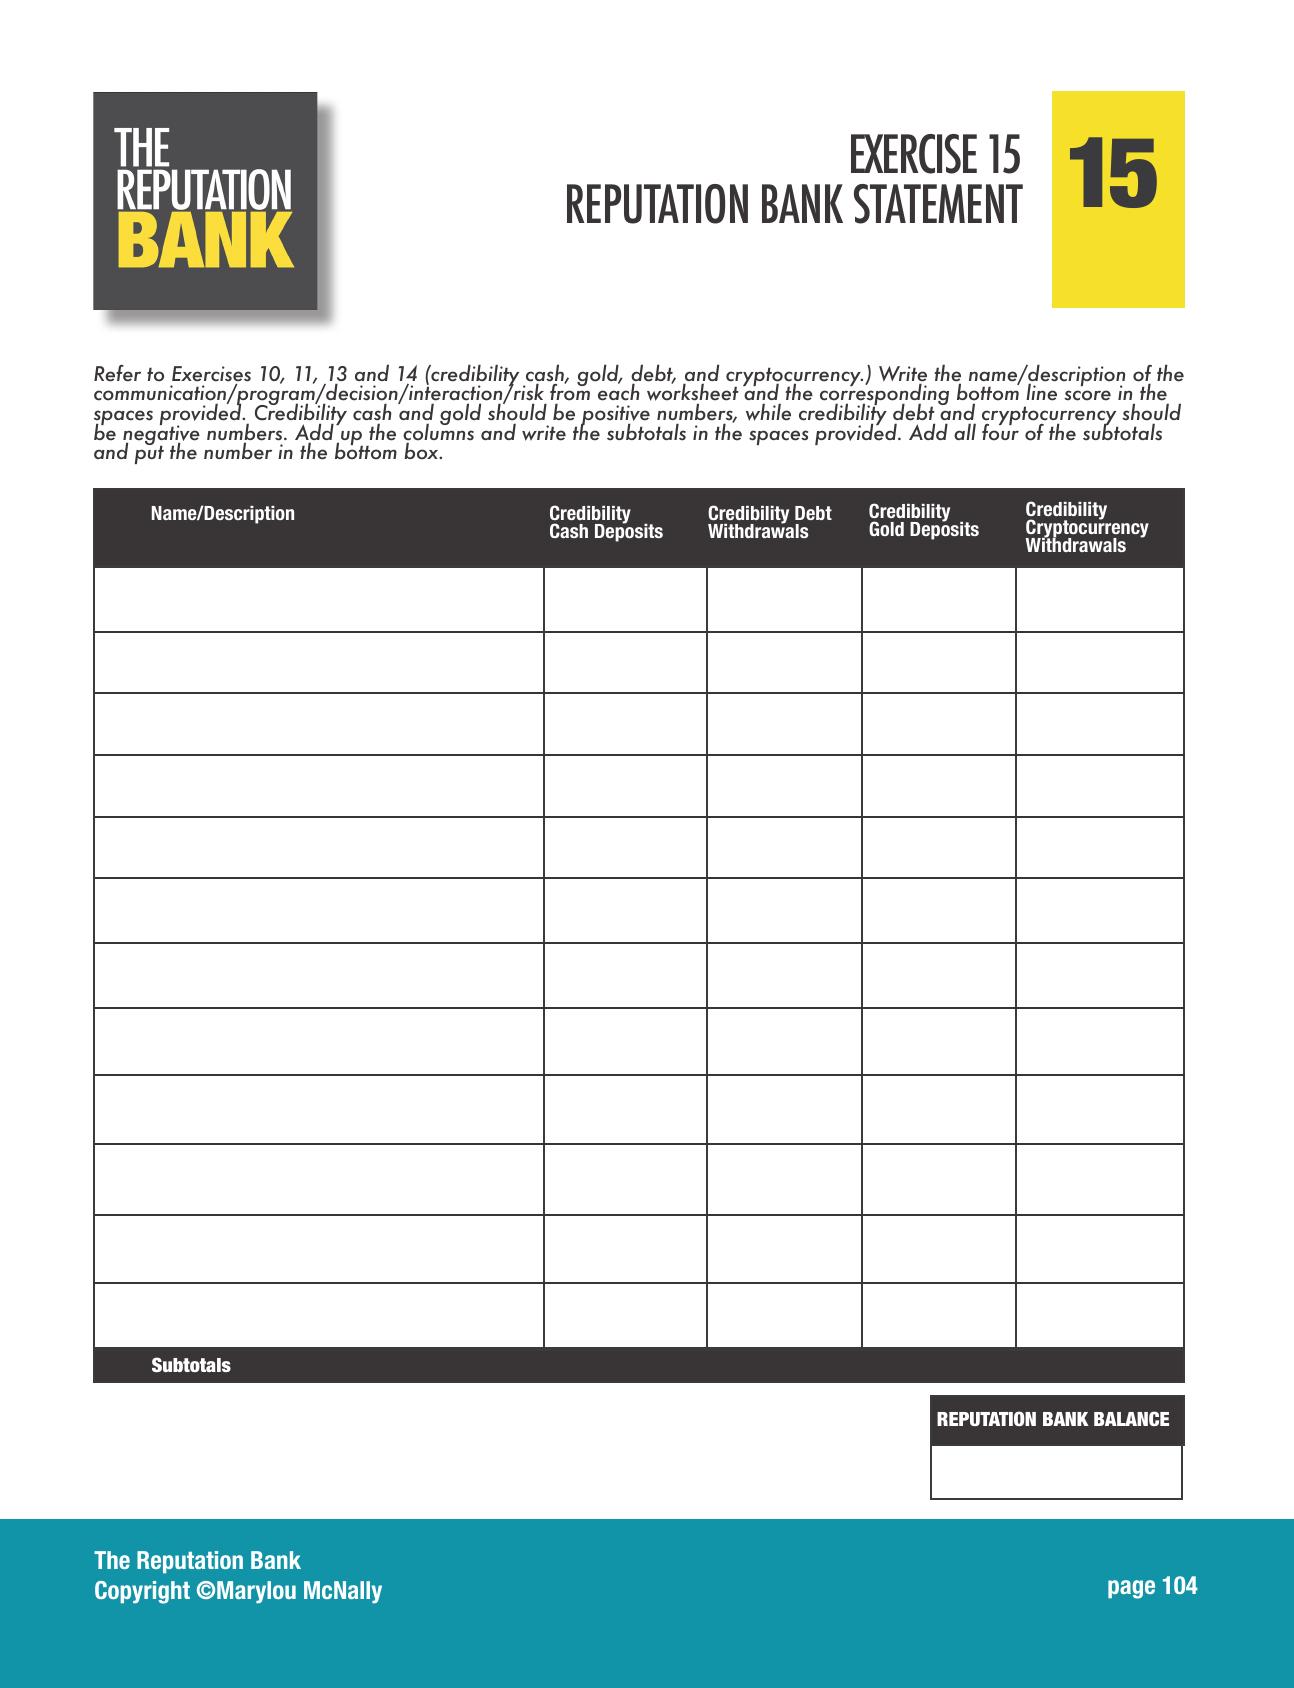 THE
REPUTATION
BANK
EXERCISE 15
REPUTATION BANK STATEMENT
15
Refer to Exercises 10, 11, 13 and 14 (credibility cash, gold, debt, and cryptocurrency.) Write the name/description of the
communication/program/decision/interaction/risk from each worksheet and the corresponding bottom line score in the
spaces provided. Credibility cash and gold should be positive numbers, while credibility debt and cryptocurrency should
be negative numbers. Add up the columns and write the subtotals in the spaces provided. Add all four of the subtotals
and put the number in the bottom box.
Name/Description
Credibility
Cash Deposits
Credibility Debt
Withdrawals
Credibility
Gold Deposits
Credibility
Cryptocurrency
Withdrawals
Subtotals
REPUTATION BANK BALANCE
The Reputation Bank
Copyright ©Marylou McNally
page 104